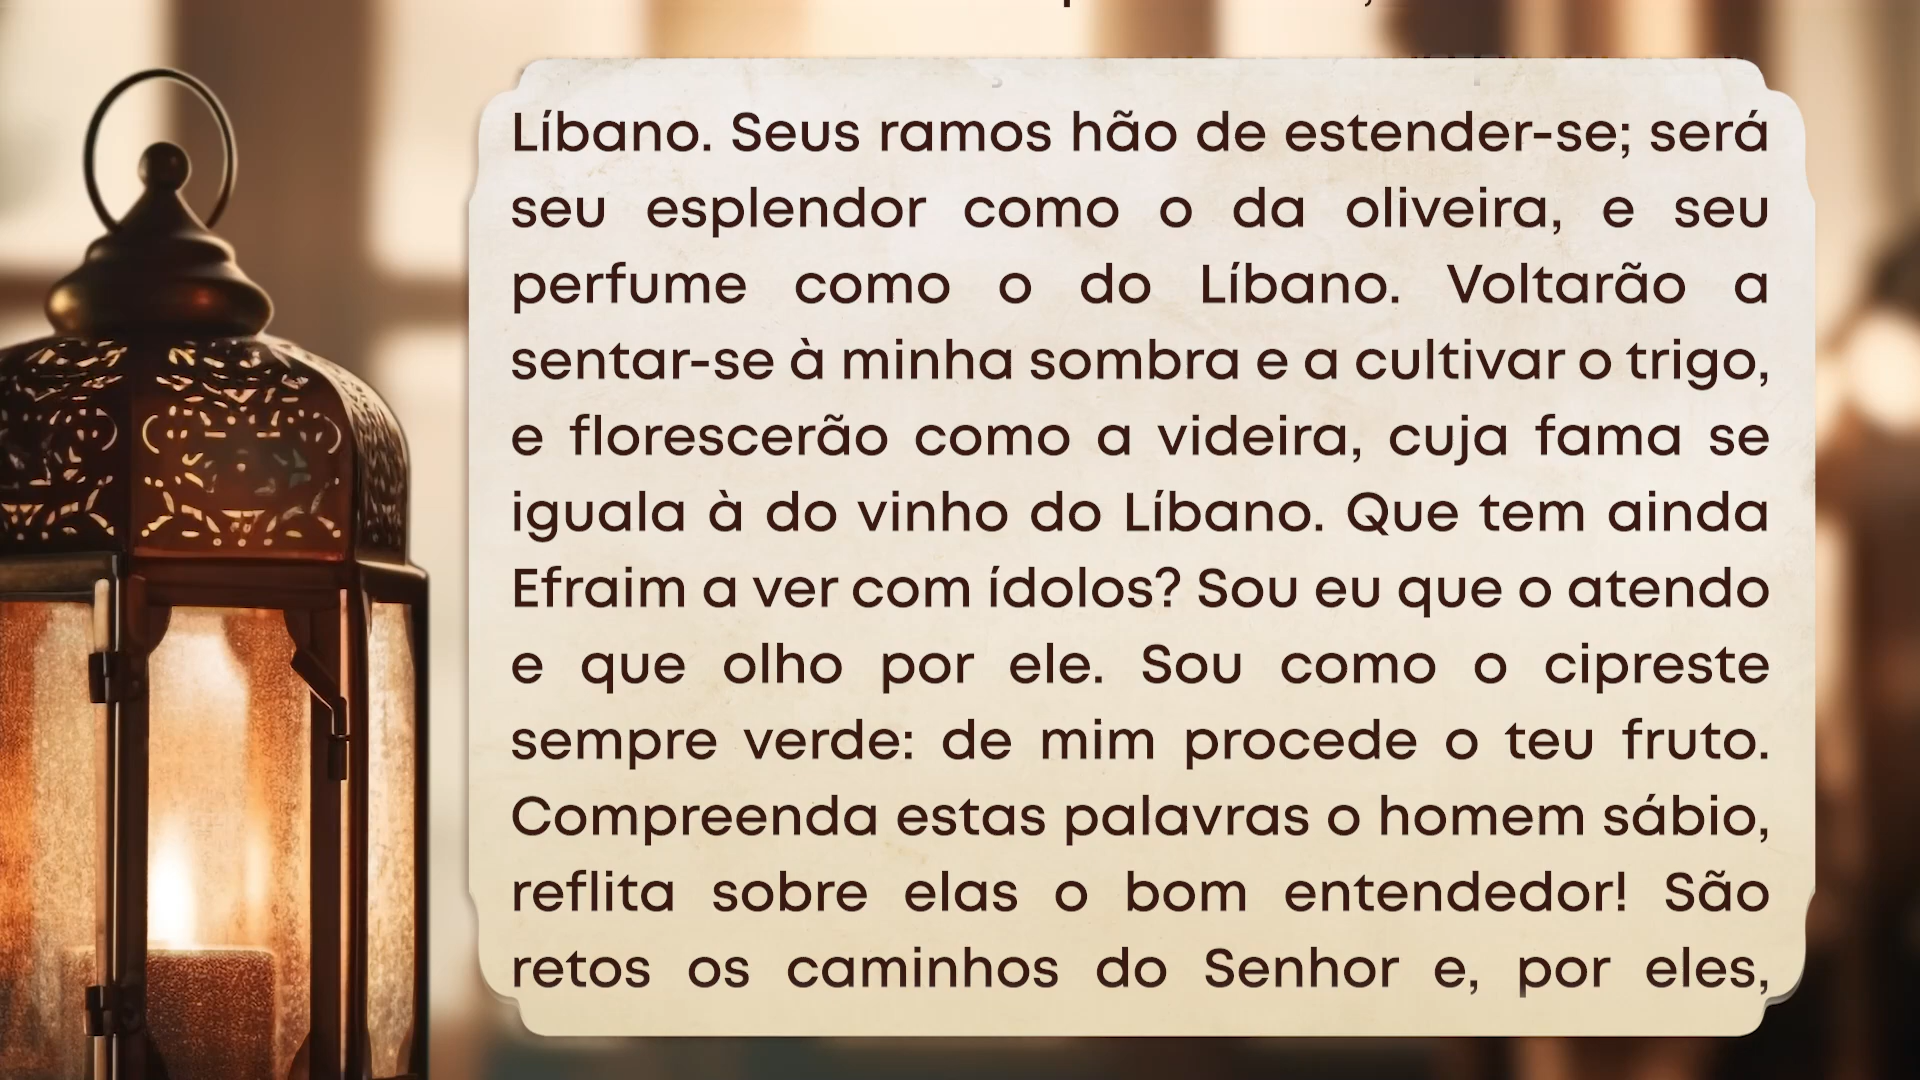 Líbano. Seus ramos hão de estender-se; será
seu esplendor como o da oliveira, e seu
perfume como o do Líbano. Voltarão a
sentar-se à minha sombra e a cultivar o trigo,
e florescerão como a videira, cuja fama se
iguala à do vinho do Líbano. Que tem ainda
Efraim a ver com ídolos? Sou eu que o atendo
e que olho por ele. Sou como o cipreste
sempre verde: de mim procede o teu fruto.
Compreenda estas palavras o homem sábio,
reflita sobre elas o bom entendedor! São
retos os caminhos do Senhor e, por eles,